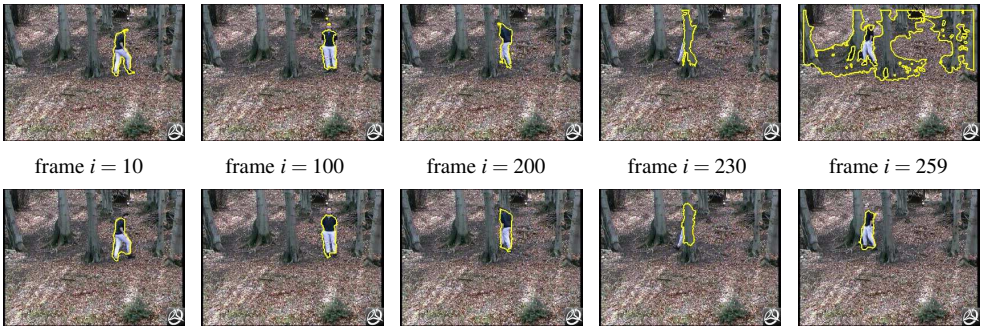 frame i = 10
frame i = 100
frame i = 200
frame i = 230
frame i = 259